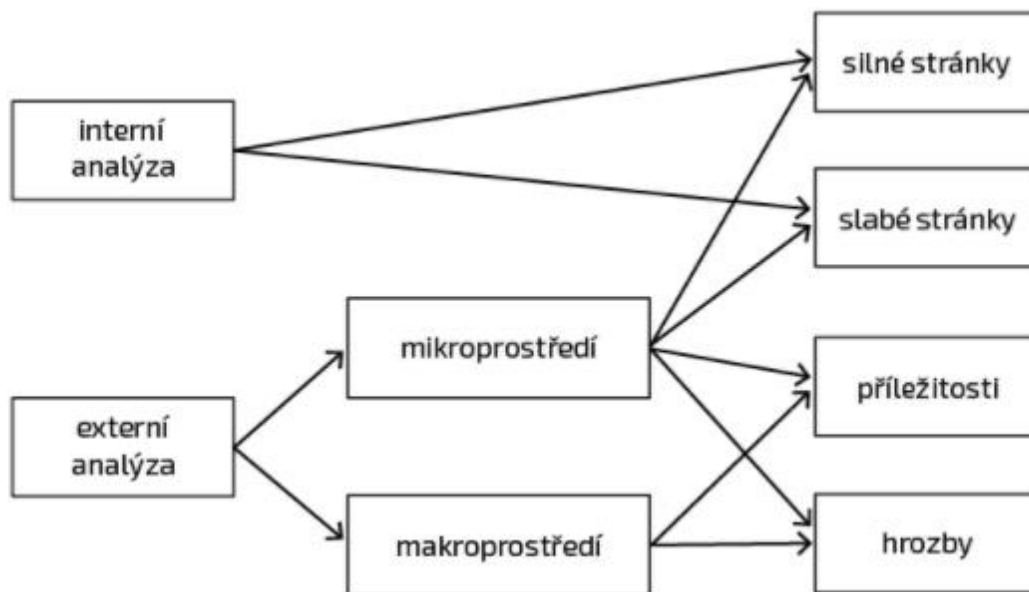 silné stránky
interní
analýza
slabé stránky
mikroprostředí
příležitosti
externí
analýza
makroprostředí
hrozby